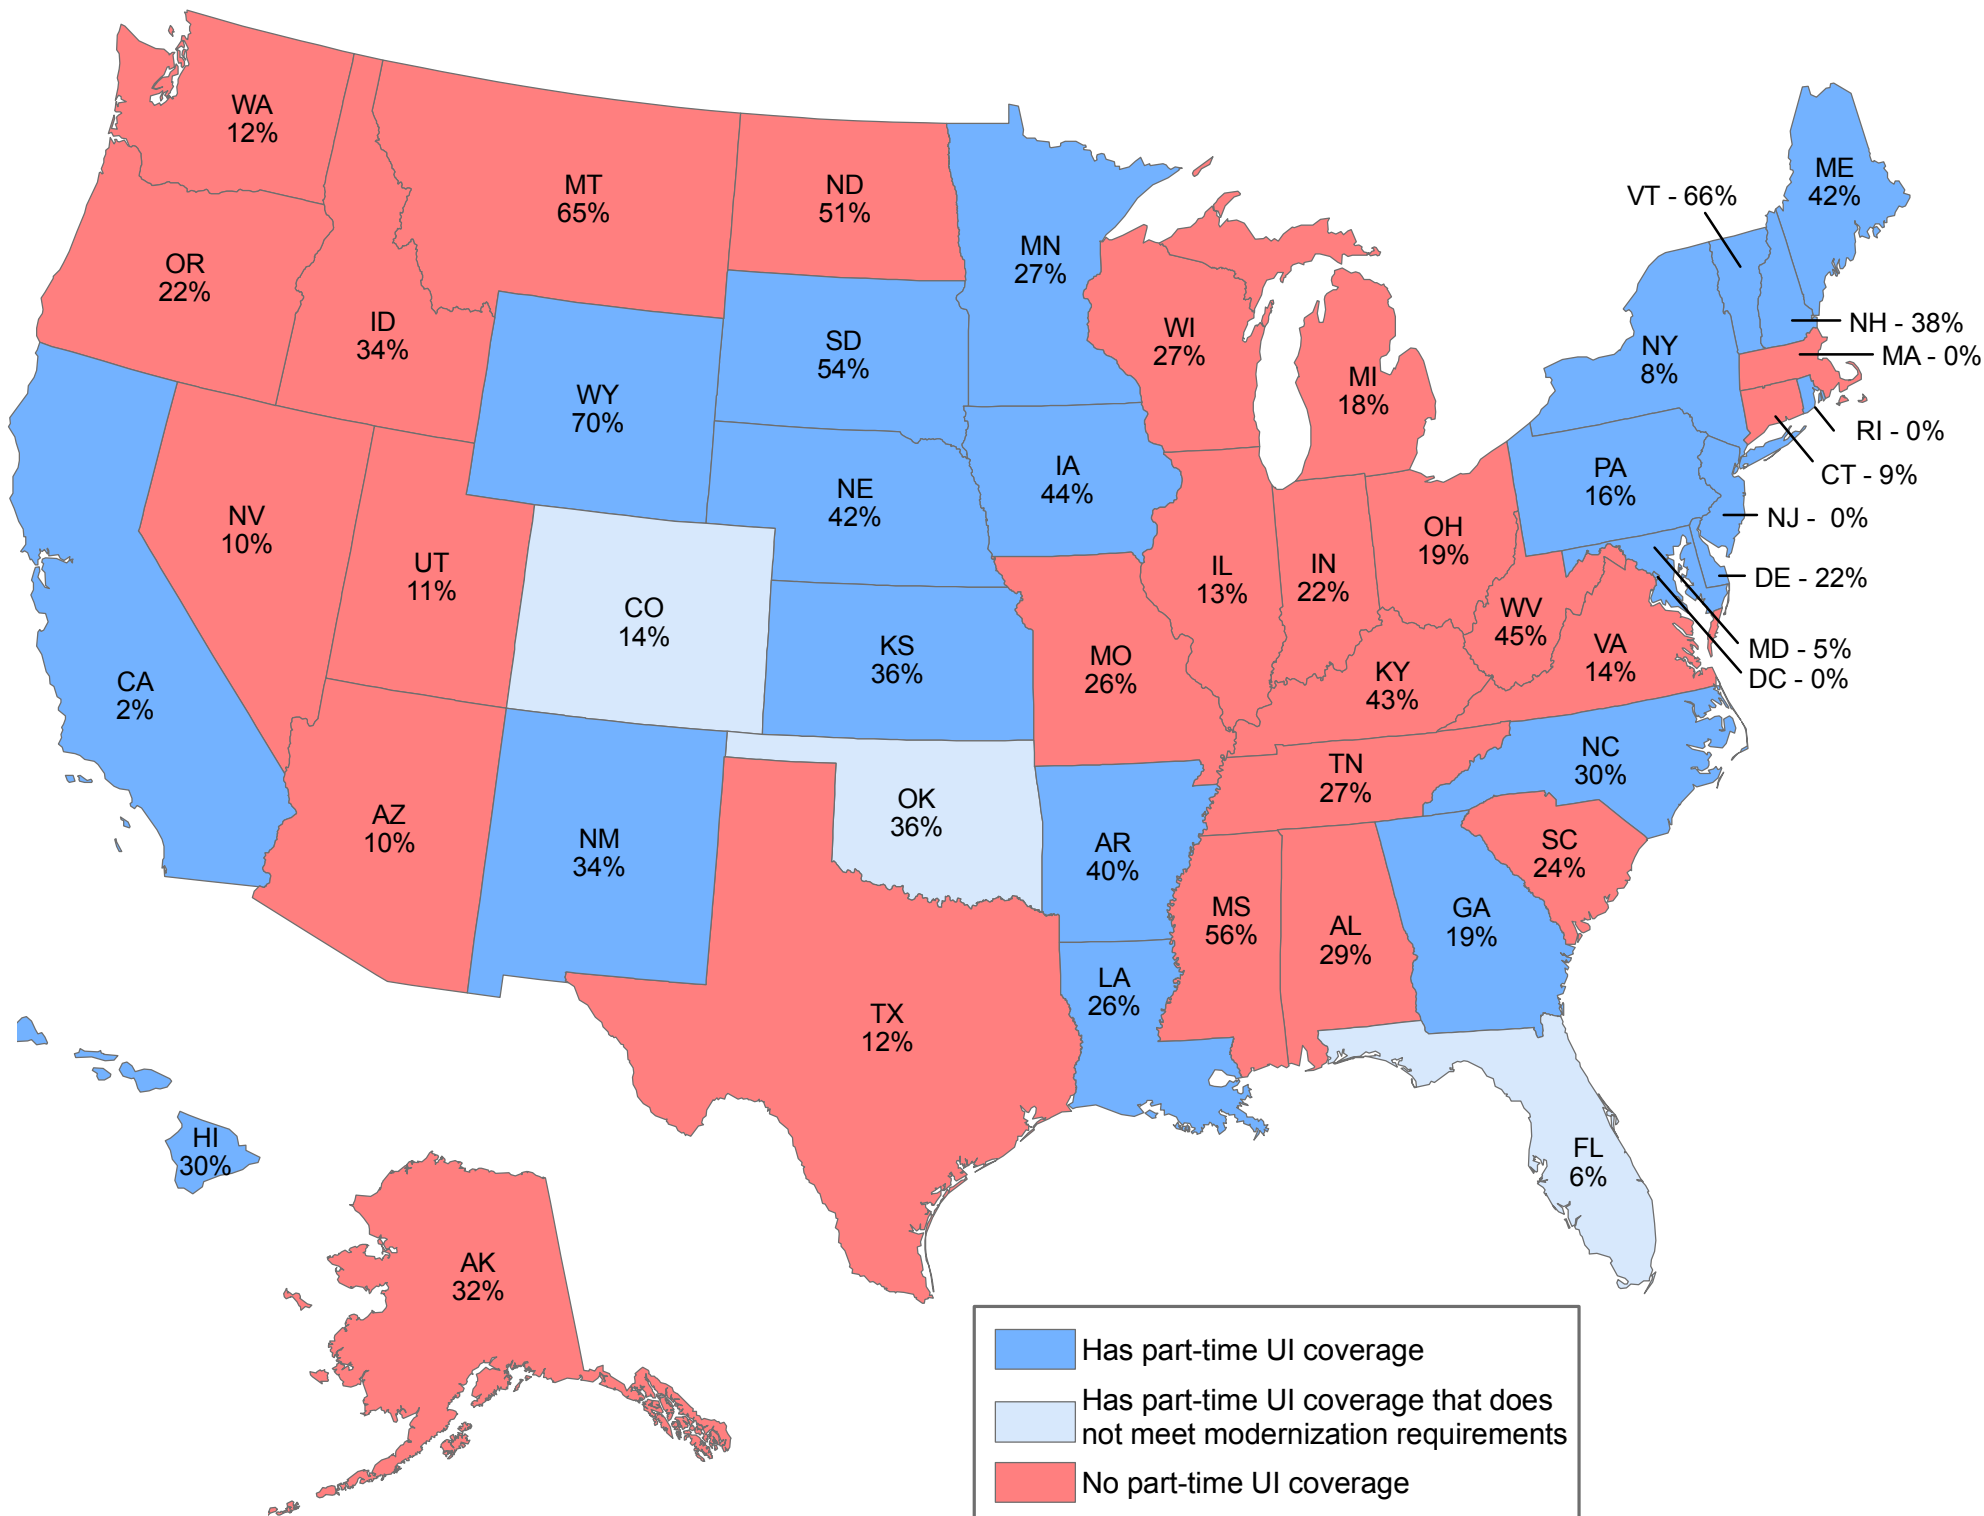 WA
12%
MT
65%
ND
51%
MN
27%
ME
42%
VT - 66%
OR
22%
ID
34%
WY
70%
SD
54%
WI
27%
MI
18%
NY
8%
NH - 38%
MA - 0%
RI - 0%
CT - 9%
NE
42%
IA
44%
PA
16%
NJ - 0%
NV
10%
UT
11%
CO
14%
KS
36%
MO
26%
IL
13%
IN
22%
OH
19%
WV
45%
VA
14%
DE - 22%
MD - 5%
DC - 0%
CA
2%
KY
43%
NC
30%
TN
27%
AZ
10%
NM
34%
OK
36%
AR
40%
SC
24%
MS
56%
AL
29%
GA
19%
TX
12%
LA
26%
FL
6%
HI
30%
AK
32%
Has part-time UI coverage
Has part-time UI coverage that does
not meet modernization requirements
No part-time UI coverage